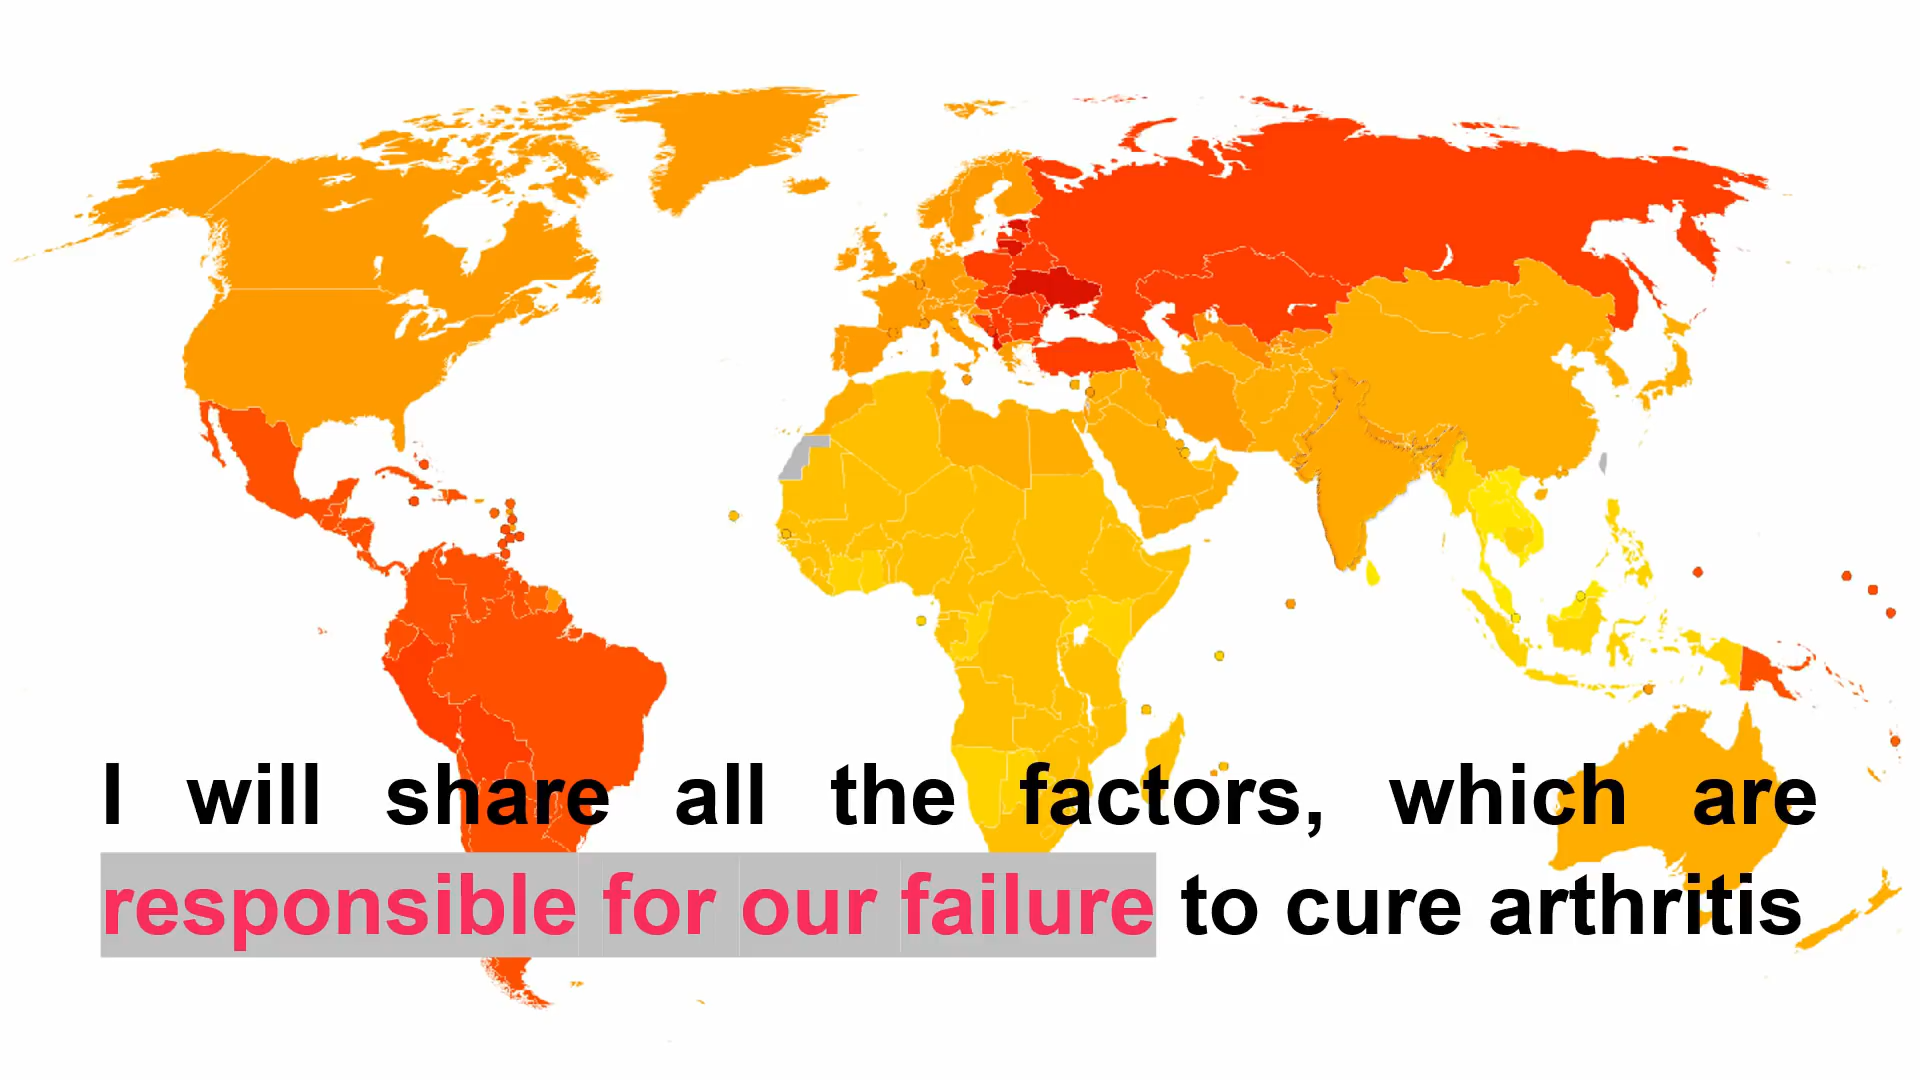 I will share all the factors, which are
responsible for our failure to cure arthritis